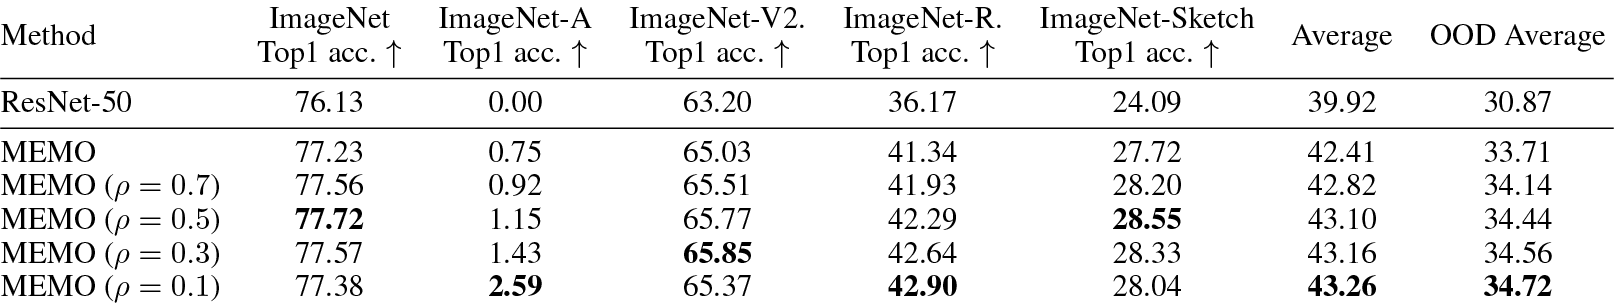 Method ImageNet Top1 acc. ↑ ImageNet-A Top1 acc. ↑ ImageNet-V2. Top1 acc. ↑ ImageNet-R. Top1 acc. ↑ ImageNet-Sketch Top1 acc. ↑ Average OOD Average
ResNet-50 76.13 0.00 63.20 36.17 24.09 39.92 30.87
MEMO 77.23 0.75 65.03 41.34 27.72 42.41 33.71
MEMO (ρ = 0.7) 77.56 0.92 65.51 41.93 28.20 42.82 34.14
MEMO (ρ = 0.5) 77.72 1.15 65.77 42.29 28.55 43.10 34.44
MEMO (ρ = 0.3) 77.57 1.43 65.85 42.64 28.33 43.16 34.56
MEMO (ρ = 0.1) 77.38 2.59 65.37 42.90 28.04 43.26 34.72